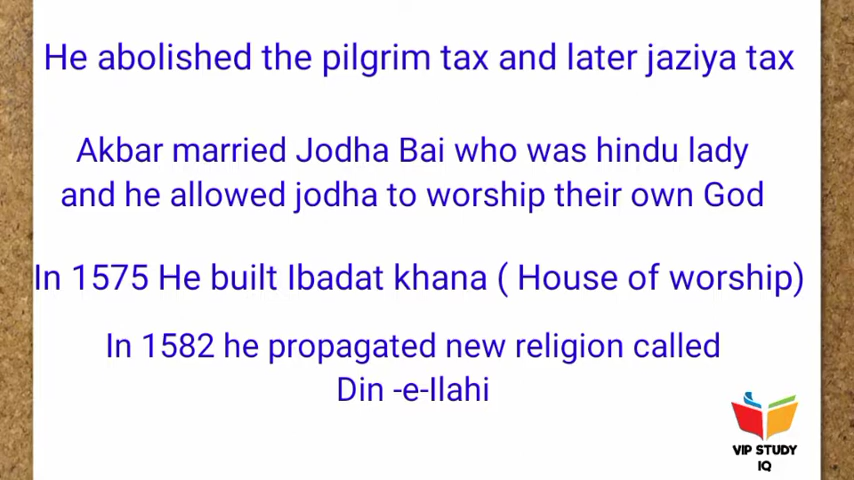 He abolished the pilgrim tax and later jaziya tax
Akbar married Jodha Bai who was hindu lady
and he allowed jodha to worship their own God
In 1575 He built Ibadat khana ( House of worship)
In 1582 he propagated new religion called
Din -e-Ilahi
VIP STUDY
IQ